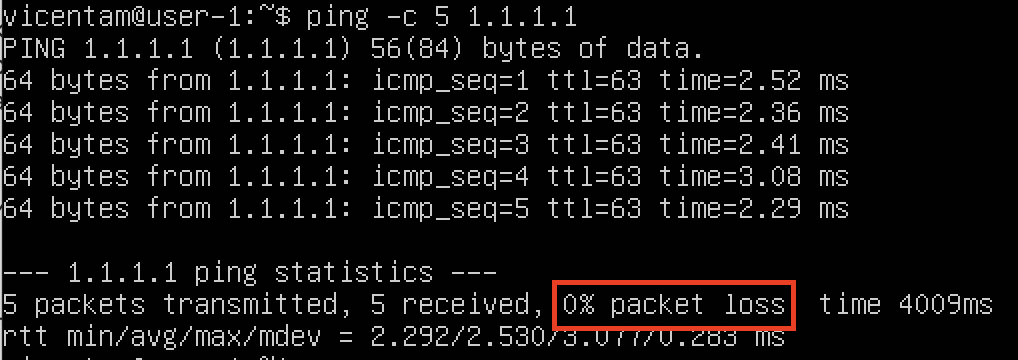 vicentam@user-1:~$ ping -c 5 1.1.1.1
PING 1.1.1.1 (1.1.1.1) 56(84) bytes of data.
64 bytes from 1.1.1.1: icmp_seq=1 ttl=63 time=2.52 ms
64 bytes from 1.1.1.1: icmp_seq=2 ttl=63 time=2.36 ms
64 bytes from 1.1.1.1: icmp_seq=3 ttl=63 time=2.41 ms
64 bytes from 1.1.1.1: icmp_seq=4 ttl=63 time=3.08 ms
64 bytes from 1.1.1.1: icmp_seq=5 ttl=63 time=2.29 ms
--- 1.1.1.1 ping statistics ---
5 packets transmitted, 5 received, 0% packet loss time 4009ms
rtt min/avg/max/mdev = 2.292/2.530/3.077/0.283 ms